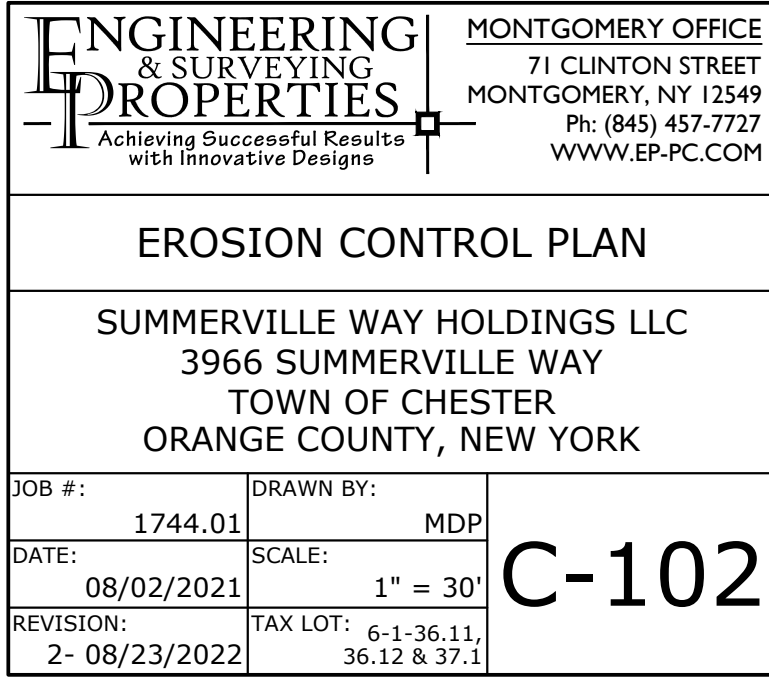 ENGINEERING
& SURVEYING
PROPERTIES
Achieving Successful Results
with Innovative Designs
MONTGOMERY OFFICE
71 CLINTON STREET
MONTGOMERY, NY 12549
Ph: (845) 457-7727
WWW.EP-PC.COM
EROSION CONTROL PLAN
SUMMERVILLE WAY HOLDINGS LLC
3966 SUMMERVILLE WAY
TOWN OF CHESTER
ORANGE COUNTY, NEW YORK
JOB #:
1744.01
DRAWN BY:
MDP
DATE:
08/02/2021
SCALE:
1" = 30'
REVISION:
2- 08/23/2022
TAX LOT: 6-1-36.11,
36.12 & 37.1
C-102